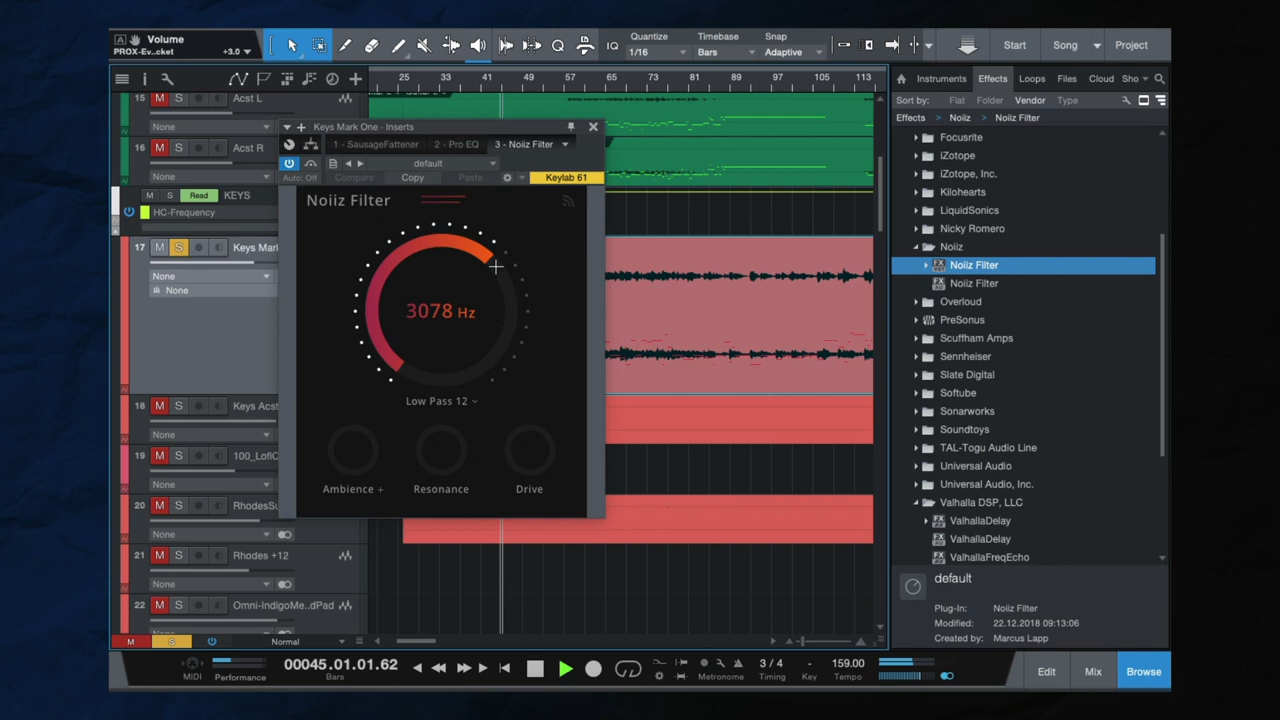 Volume
PROX-Ev..cket +3.0
IQ
Quantize
1/16
Timebase
Bars
Snap
Adaptive
Start
Song
Project
25 33 41 49 57 65 73 81 89 97 105 113
Instruments Effects Loops Files Cloud Sho
Sort by: Flat Folder Vendor Type
Effects > Noiiz > Noiiz Filter
15 M S Acst L
None
16 M S Acst R
None
M S Read KEYS
HC-Frequency
17 M S Keys Mar
None
None
18 M S Keys Acst
None
19 M S 100_LofiC
None
20 M S RhodesSu
None
21 M S Rhodes +12
None
22 M S Omni-IndigoMe..dPad
None
M S Normal
Keys Mark One - Inserts
1 - SausageFattener 2 - Pro EQ 3 - Noiiz Filter
default
Auto: Off Compare Copy Paste Keylab 61
Noiiz Filter
3078 Hz
Low Pass 12
Ambience + Resonance Drive
Focusrite
iZotope
iZotope, Inc.
Kilohearts
LiquidSonics
Nicky Romero
Noiiz
Noiiz Filter
Noiiz Filter
Overloud
PreSonus
Scuffham Amps
Sennheiser
Slate Digital
Softube
Sonarworks
Soundtoys
TAL-Togu Audio Line
Universal Audio
Universal Audio, Inc.
Valhalla DSP, LLC
ValhallaDelay
ValhallaDelay
ValhallaFreqEcho
default
Plug-In: Noiiz Filter
Modified: 22.12.2018 09:13:06
Created by: Marcus Lapp
MIDI
Performance
00045.01.01.62
Bars
Metronome
3 / 4
Timing
-
Key
159.00
Tempo
Edit
Mix
Browse